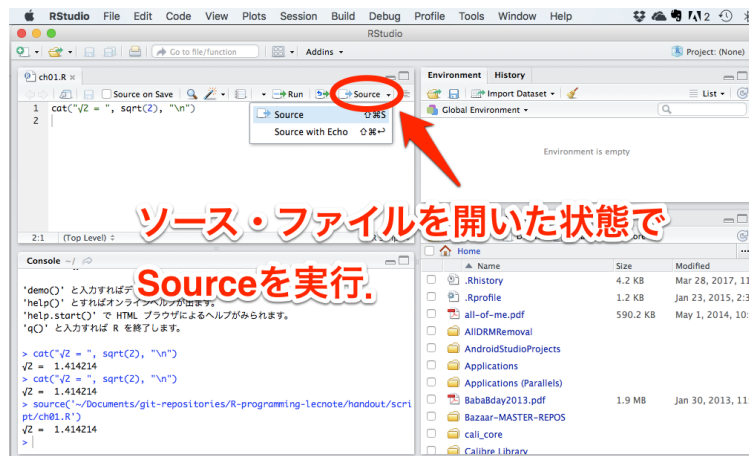 RStudio File Edit Code View Plots Session Build Debug Profile Tools Window Help 2
RStudio
Go to file/function Addins Project: (None)
ch01.R
Source on Save Run Source
1 cat("√2 = ", sqrt(2), "\n")
2
Source ⇧⌘S
Source with Echo ⇧⌘↩
2:1 (Top Level)
Environment History
Import Dataset List
Global Environment
Environment is empty
ソース・ファイルを開いた状態で
Sourceを実行.
Console ~/
'demo()' と入力すればデ
'help()' とすればオンラインヘルプが出ます。
'help.start()' で HTML ブラウザによるヘルプがみられます。
'q()' と入力すれば R を終了します。
> cat("√2 = ", sqrt(2), "\n")
√2 = 1.414214
> cat("√2 = ", sqrt(2), "\n")
√2 = 1.414214
> source('~/Documents/git-repositories/R-programming-lecnote/handout/scri
pt/ch01.R')
√2 = 1.414214
>
Home
Name Size Modified
.Rhistory 4.2 KB Mar 28, 2017, 11
.Rprofile 1.2 KB Jan 23, 2015, 2:3
all-of-me.pdf 590.2 KB May 1, 2014, 10:
AllDRMRemoval
AndroidStudioProjects
Applications
Applications (Parallels)
BabaBday2013.pdf 1.9 MB Jan 30, 2013, 11:
Bazaar-MASTER-REPOS
cali_core
Calibre Library